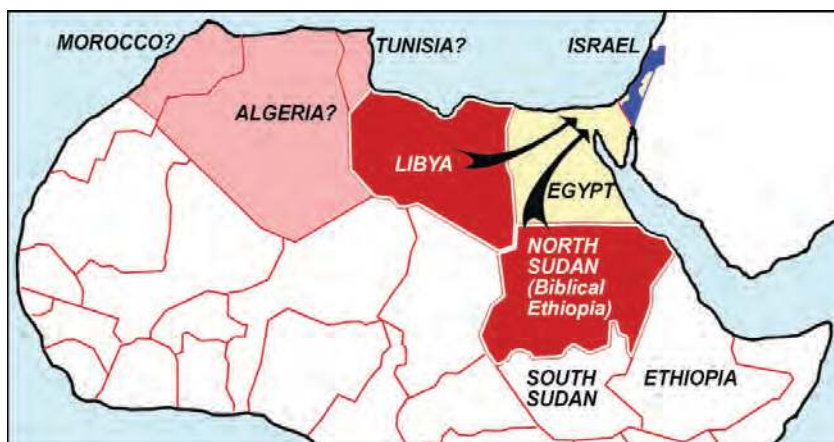 MOROCCO?
TUNISIA?
ISRAEL
ALGERIA?
LIBYA
EGYPT
NORTH
SUDAN
(Biblical
Ethiopia)
SOUTH
SUDAN
ETHIOPIA